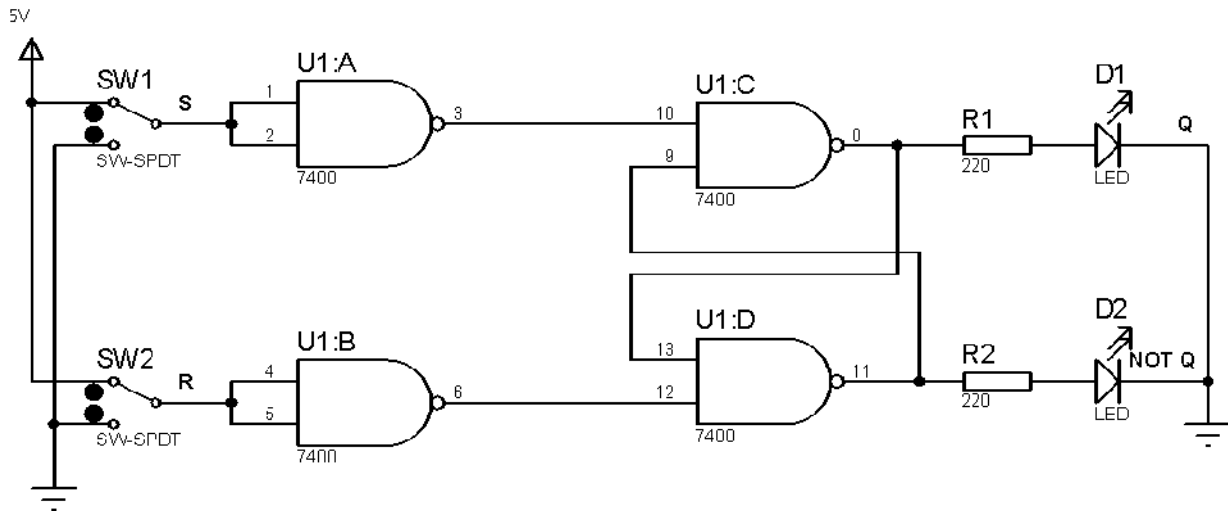 5V
SW1
S
SW-SPDT
U1:A
1
2
3
7400
U1:C
10
9
0
7400
R1
220
D1
Q
LED
SW2
R
SW-SPDT
U1:B
4
5
6
7400
U1:D
13
12
11
7400
R2
220
D2
NOT Q
LED